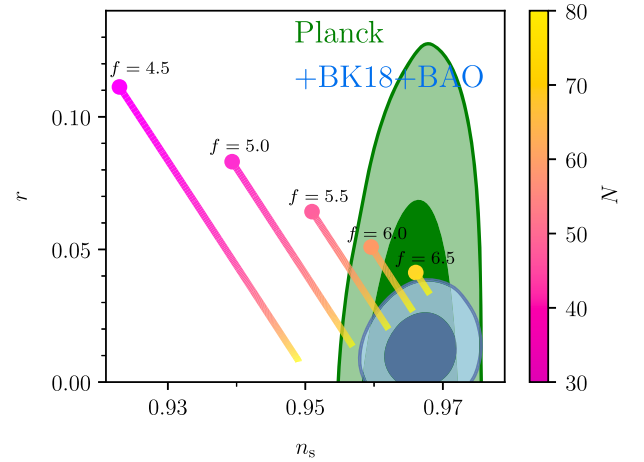 Planck
+BK18+BAO
f = 4.5
f = 5.0
f = 5.5
f = 6.0
f = 6.5
0.10
0.05
0.00
r
0.93
0.95
0.97
n_s
80
70
60
50
40
30
N